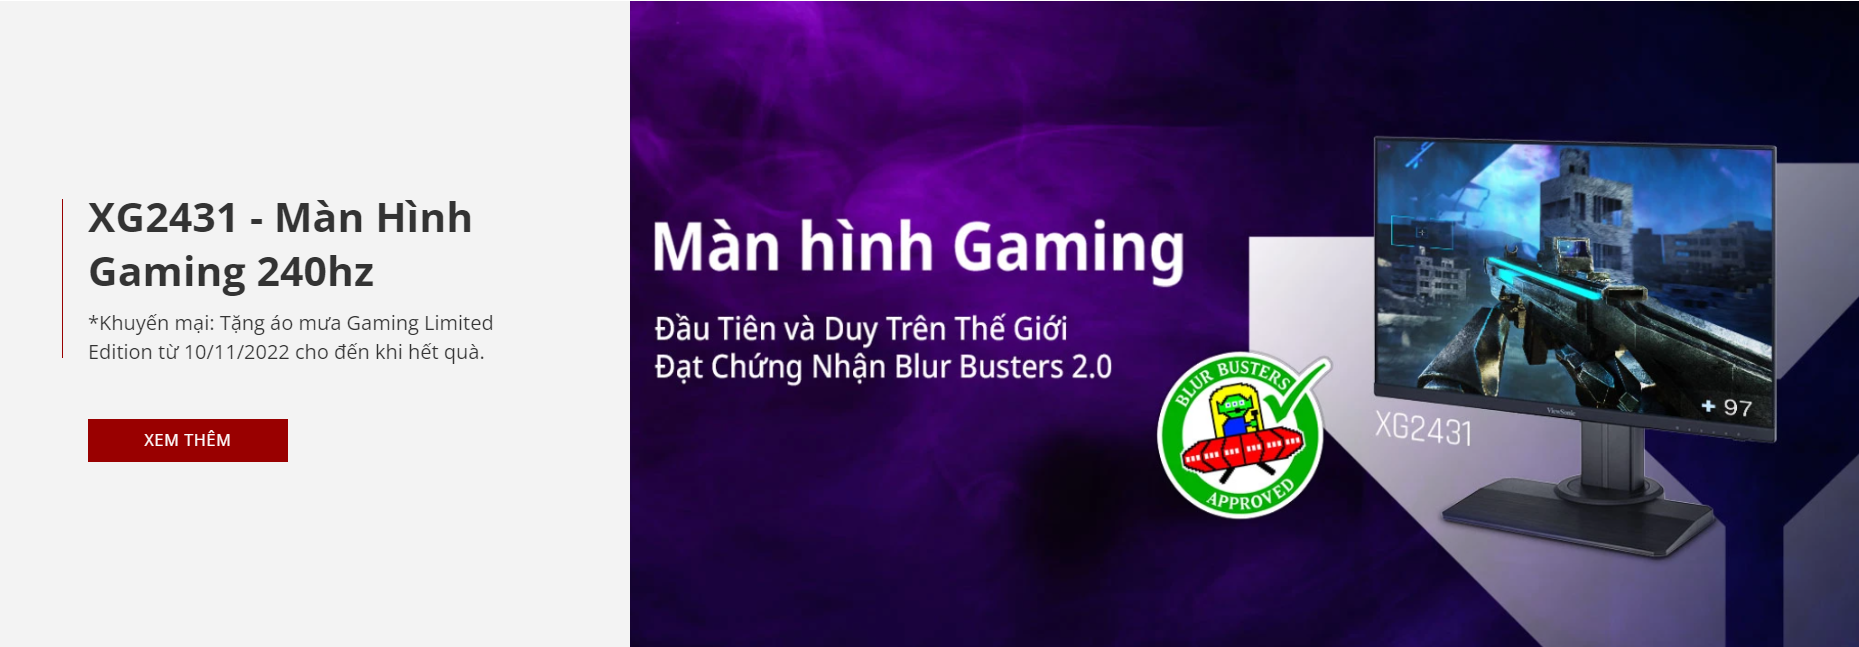 XG2431 - Màn Hình
Gaming 240hz
*Khuyến mại: Tặng áo mưa Gaming Limited
Edition từ 10/11/2022 cho đến khi hết quà.
XEM THÊM
Màn hình Gaming
Đầu Tiên và Duy Trên Thế Giới
Đạt Chứng Nhận Blur Busters 2.0
BLUR BUSTERS
APPROVED
+ 97
ViewSonic
XG2431